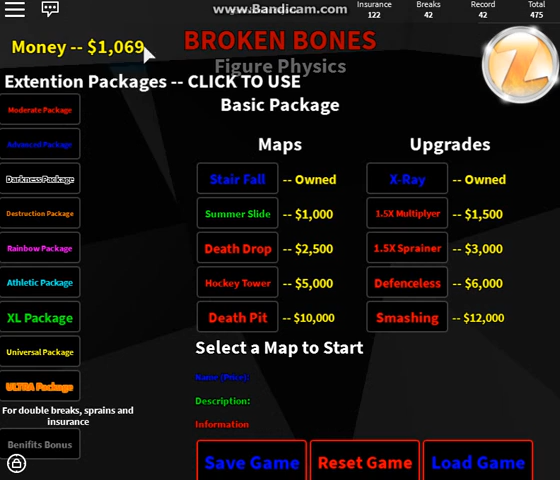 www.Bandicam.com
Insurance Breaks Record Total
122 42 42 475
Money -- $1,069
BROKEN BONES
Figure Physics
Extention Packages -- CLICK TO USE
Basic Package
Maps Upgrades
Moderate Package
Advanced Package
Darkness Package
Destruction Package
Rainbow Package
Athletic Package
XL Package
Universal Package
ULTRA Package
For double breaks, sprains and
insurance
Benifits Bonus
Stair Fall -- Owned X-Ray -- Owned
Summer Slide -- $1,000 1.5X Multiplyer -- $1,500
Death Drop -- $2,500 1.5X Sprainer -- $3,000
Hockey Tower -- $5,000 Defenceless -- $6,000
Death Pit -- $10,000 Smashing -- $12,000
Select a Map to Start
Name (Price):
Description:
Information
Save Game Reset Game Load Game